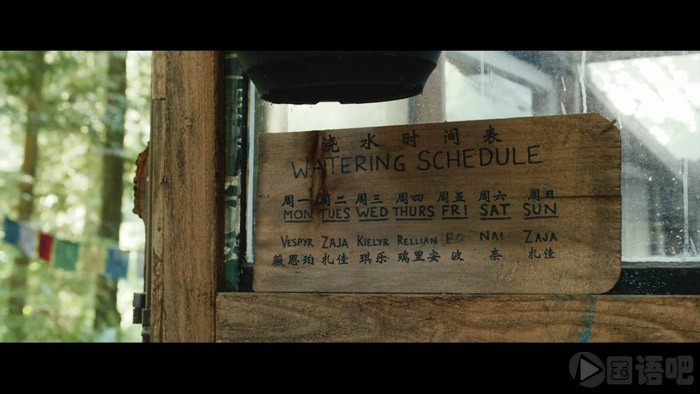 浇水时间表
WATERING SCHEDULE
周一 周二 周三 周四 周五 周六 周日
MON TUES WED THURS FRI SAT SUN
VESPYR ZAJA KIELYR RELLIAN BO NAI ZAJA
薇思珀 扎佳 琪乐 瑞里安 波 奈 扎佳
国语吧